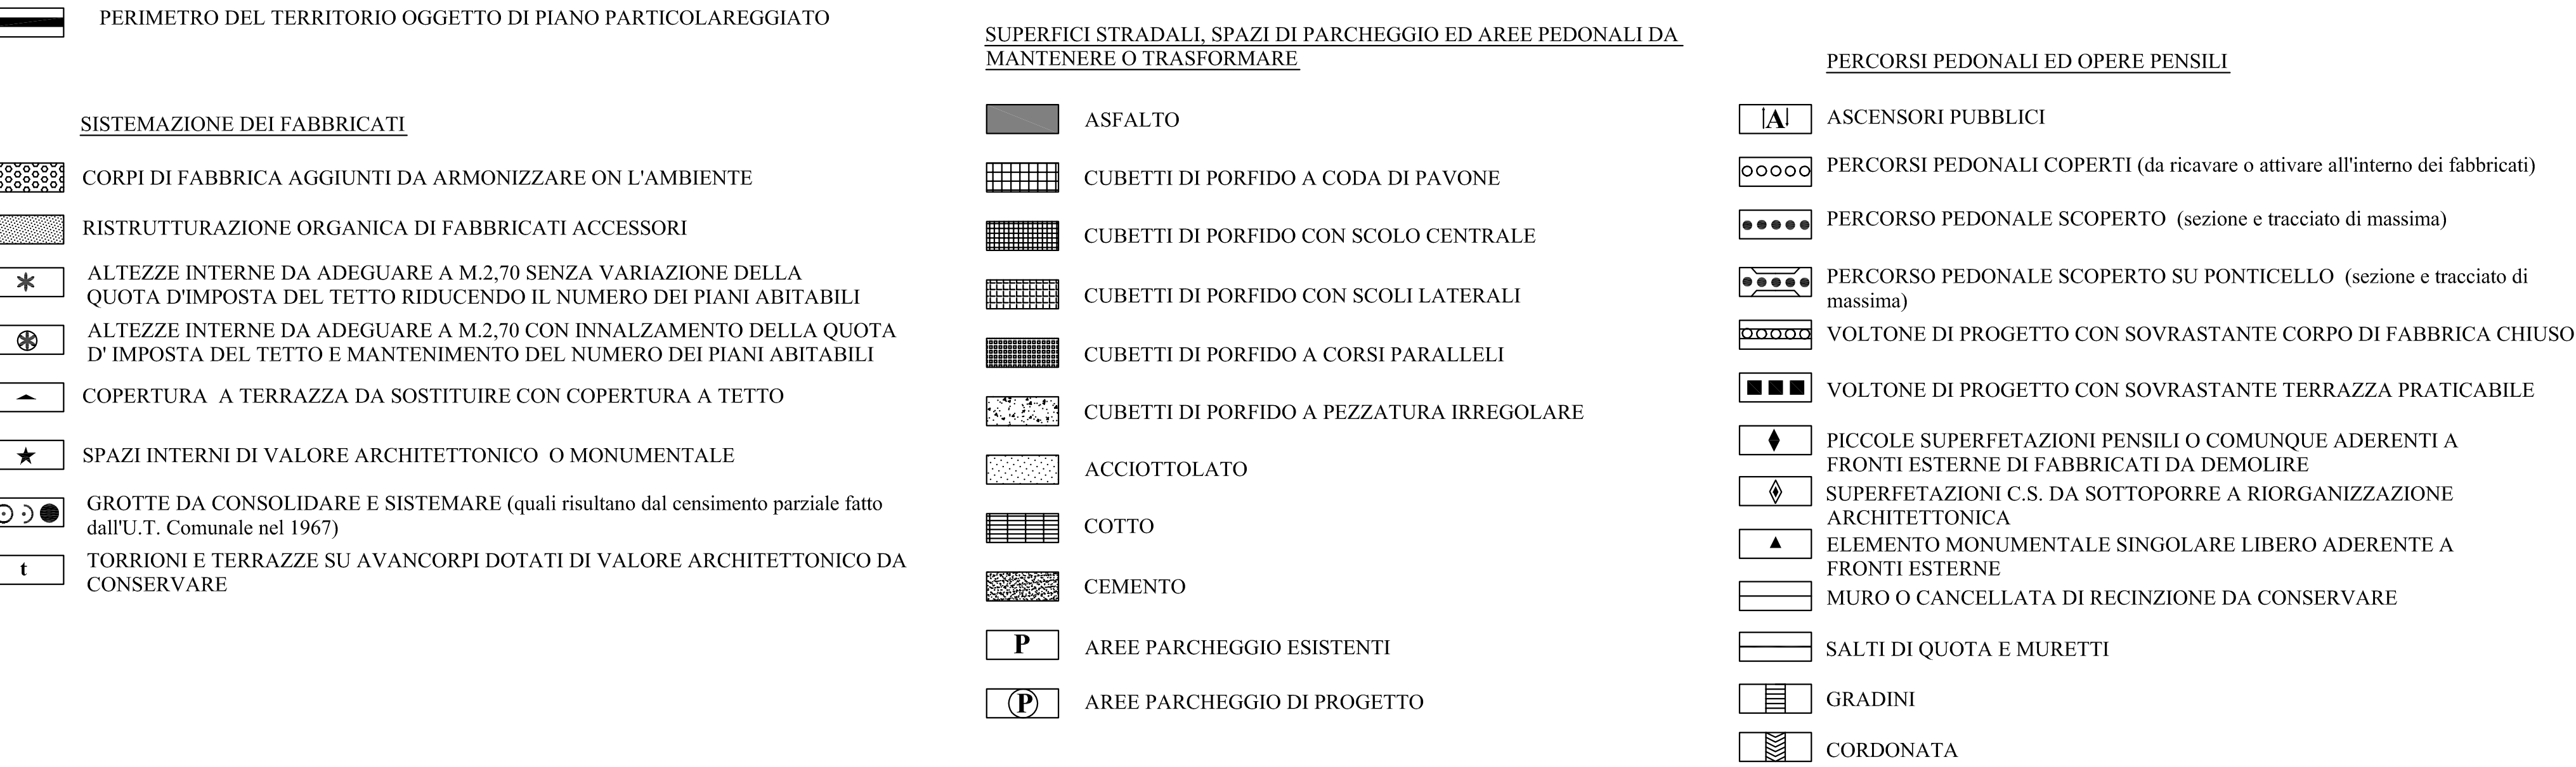 PERIMETRO DEL TERRITORIO OGGETTO DI PIANO PARTICOLAREGGIATO
SISTEMAZIONE DEI FABBRICATI
CORPI DI FABBRICA AGGIUNTI DA ARMONIZZARE ON L'AMBIENTE
RISTRUTTURAZIONE ORGANICA DI FABBRICATI ACCESSORI
ALTEZZE INTERNE DA ADEGUARE A M.2,70 SENZA VARIAZIONE DELLA
QUOTA D'IMPOSTA DEL TETTO RIDUCENDO IL NUMERO DEI PIANI ABITABILI
ALTEZZE INTERNE DA ADEGUARE A M.2,70 CON INNALZAMENTO DELLA QUOTA
D' IMPOSTA DEL TETTO E MANTENIMENTO DEL NUMERO DEI PIANI ABITABILI
COPERTURA A TERRAZZA DA SOSTITUIRE CON COPERTURA A TETTO
SPAZI INTERNI DI VALORE ARCHITETTONICO O MONUMENTALE
GROTTE DA CONSOLIDARE E SISTEMARE (quali risultano dal censimento parziale fatto
dall'U.T. Comunale nel 1967)
t TORRIONI E TERRAZZE SU AVANCORPI DOTATI DI VALORE ARCHITETTONICO DA
CONSERVARE
SUPERFICI STRADALI, SPAZI DI PARCHEGGIO ED AREE PEDONALI DA
MANTENERE O TRASFORMARE
ASFALTO
CUBETTI DI PORFIDO A CODA DI PAVONE
CUBETTI DI PORFIDO CON SCOLO CENTRALE
CUBETTI DI PORFIDO CON SCOLI LATERALI
CUBETTI DI PORFIDO A CORSI PARALLELI
CUBETTI DI PORFIDO A PEZZATURA IRREGOLARE
ACCIOTTOLATO
COTTO
CEMENTO
P AREE PARCHEGGIO ESISTENTI
P AREE PARCHEGGIO DI PROGETTO
PERCORSI PEDONALI ED OPERE PENSILI
A ASCENSORI PUBBLICI
PERCORSI PEDONALI COPERTI (da ricavare o attivare all'interno dei fabbricati)
PERCORSO PEDONALE SCOPERTO (sezione e tracciato di massima)
PERCORSO PEDONALE SCOPERTO SU PONTICELLO (sezione e tracciato di
massima)
VOLTONE DI PROGETTO CON SOVRASTANTE CORPO DI FABBRICA CHIUSO
VOLTONE DI PROGETTO CON SOVRASTANTE TERRAZZA PRATICABILE
PICCOLE SUPERFETAZIONI PENSILI O COMUNQUE ADERENTI A
FRONTI ESTERNE DI FABBRICATI DA DEMOLIRE
SUPERFETAZIONI C.S. DA SOTTOPORRE A RIORGANIZZAZIONE
ARCHITETTONICA
ELEMENTO MONUMENTALE SINGOLARE LIBERO ADERENTE A
FRONTI ESTERNE
MURO O CANCELLATA DI RECINZIONE DA CONSERVARE
SALTI DI QUOTA E MURETTI
GRADINI
CORDONATA